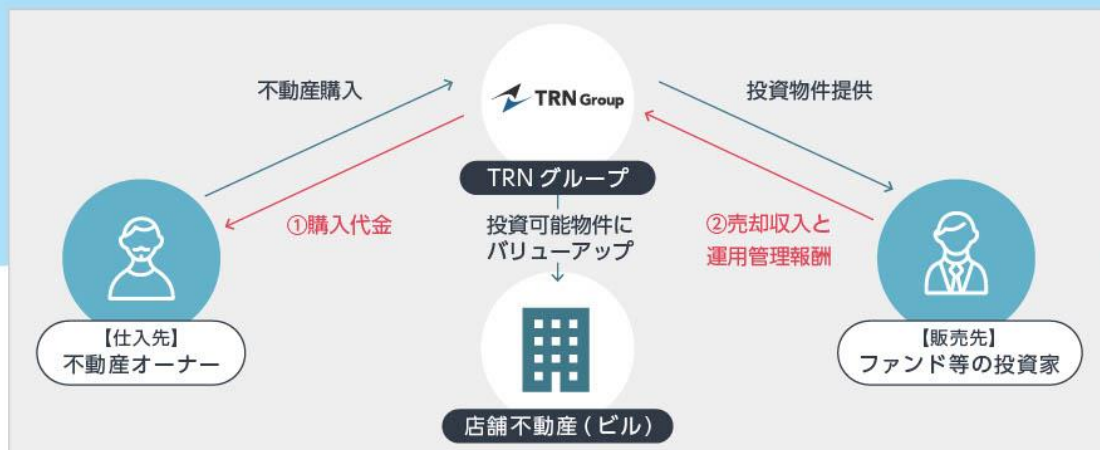 不動産購入
TRN Group
投資物件提供
TRN グループ
①購入代金
投資可能物件に
バリューアップ
②売却収入と
運用管理報酬
【仕入先】
不動産オーナー
【販売先】
ファンド等の投資家
店舗不動産 ( ビル )